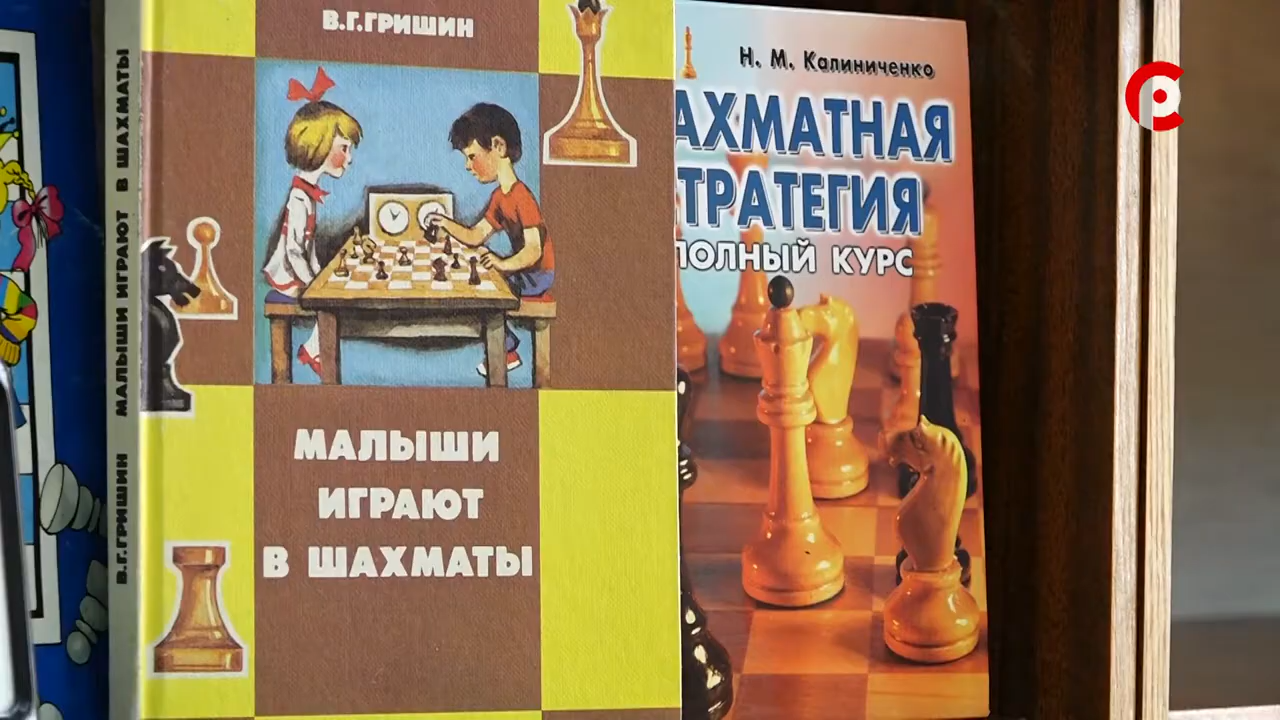 В.Г.ГРИШИН
МАЛЫШИ ИГРАЮТ В ШАХМАТЫ
В.Г.ГРИШИН
МАЛЫШИ
ИГРАЮТ
В ШАХМАТЫ
Н. М. Калиниченко
АХМАТНАЯ
ТРАТЕГИЯ
ПОЛНЫЙ КУРС